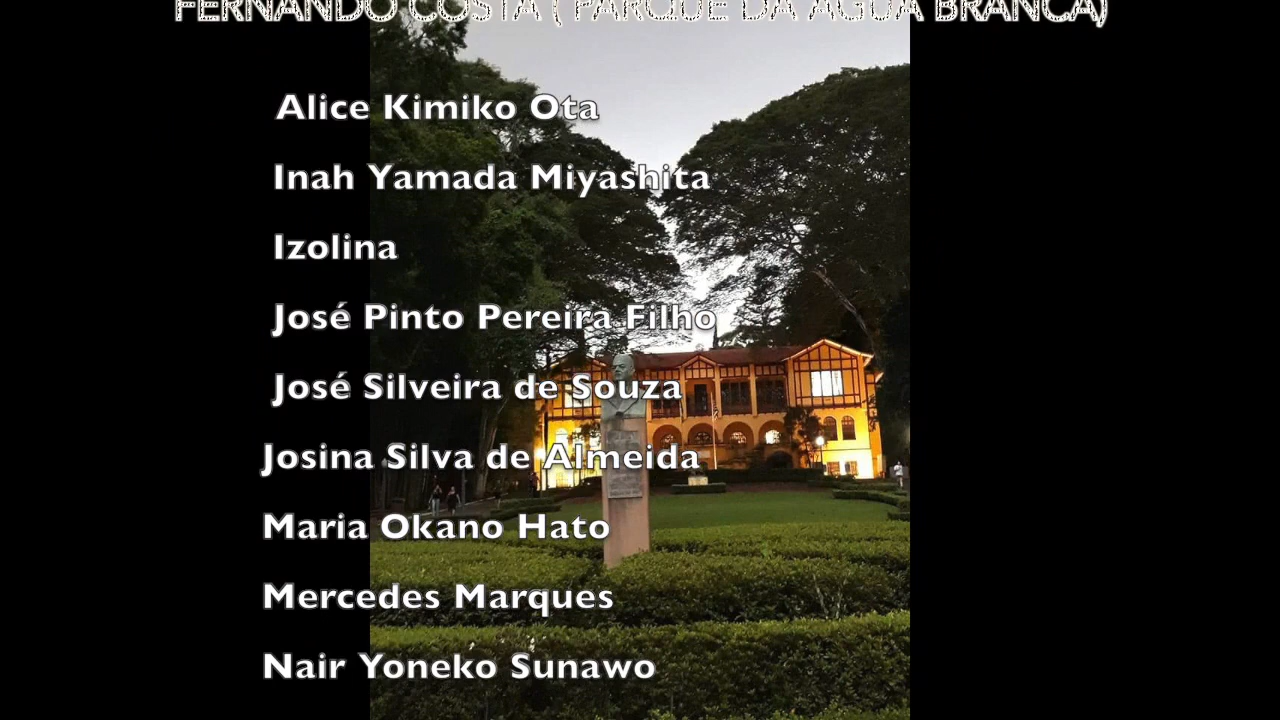 FERNANDO COSTA ( PARQUE DA ÁGUA BRANCA)
Alice Kimiko Ota
Inah Yamada Miyashita
Izolina
José Pinto Pereira Filho
José Silveira de Souza
Josina Silva de Almeida
Maria Okano Hato
Mercedes Marques
Nair Yoneko Sunawo